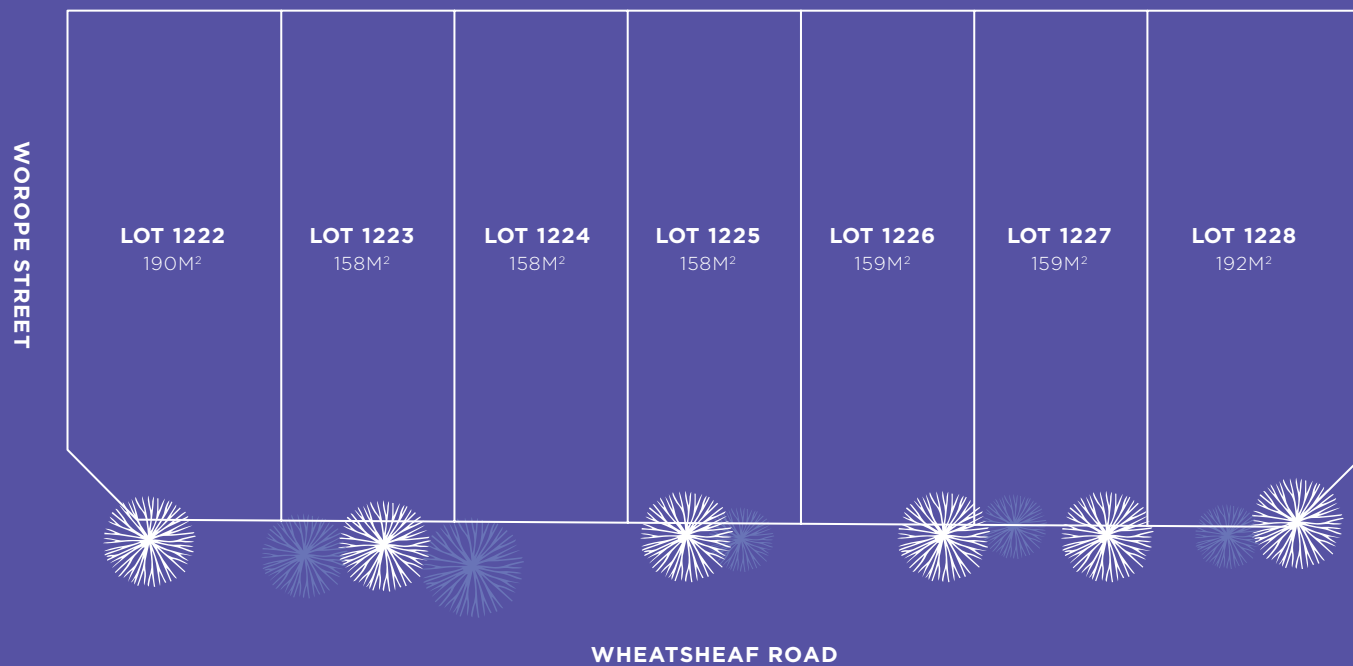 WOROPE STREET
LOT 1222
190M²
LOT 1223
158M²
LOT 1224
158M²
LOT 1225
158M²
LOT 1226
159M²
LOT 1227
159M²
LOT 1228
192M²
WHEATSHEAF ROAD